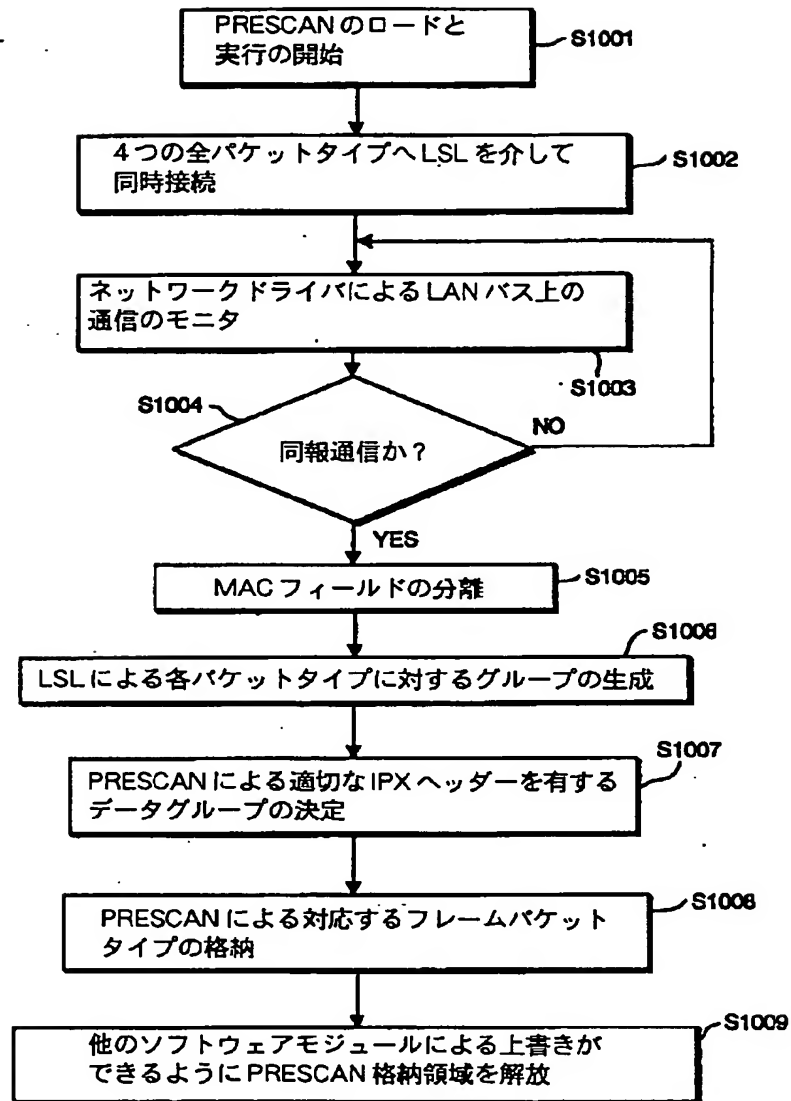 PRESCANのロードと
実行の開始
S1001
4つの全パケットタイプへLSLを介して
同時接続
S1002
ネットワークドライバによるLANバス上の
通信のモニタ
S1003
S1004
同報通信か?
NO
YES
MACフィールドの分離
S1005
S1006
LSLによる各パケットタイプに対するグループの生成
S1007
PRESCANによる適切なIPXヘッダーを有する
データグループの決定
PRESCANによる対応するフレームパケット
タイプの格納
S1008
他のソフトウェアモジュールによる上書きが
できるようにPRESCAN格納領域を解放
S1009